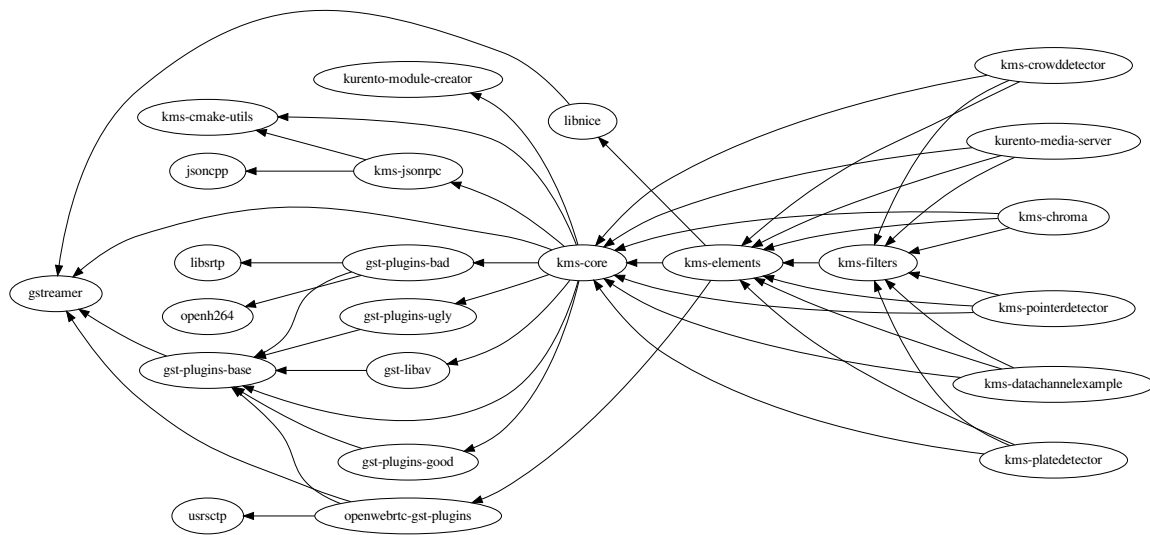 kms-crowddetector
kurento-module-creator
kms-cmake-utils
libnice
kurento-media-server
jsoncpp
kms-jsonrpc
kms-chroma
libsrtp
gst-plugins-bad
kms-core
kms-elements
kms-filters
gstreamer
openh264
gst-plugins-ugly
kms-pointerdetector
gst-plugins-base
gst-libav
kms-datachannelexample
gst-plugins-good
kms-platedetector
usrsctp
openwebrtc-gst-plugins